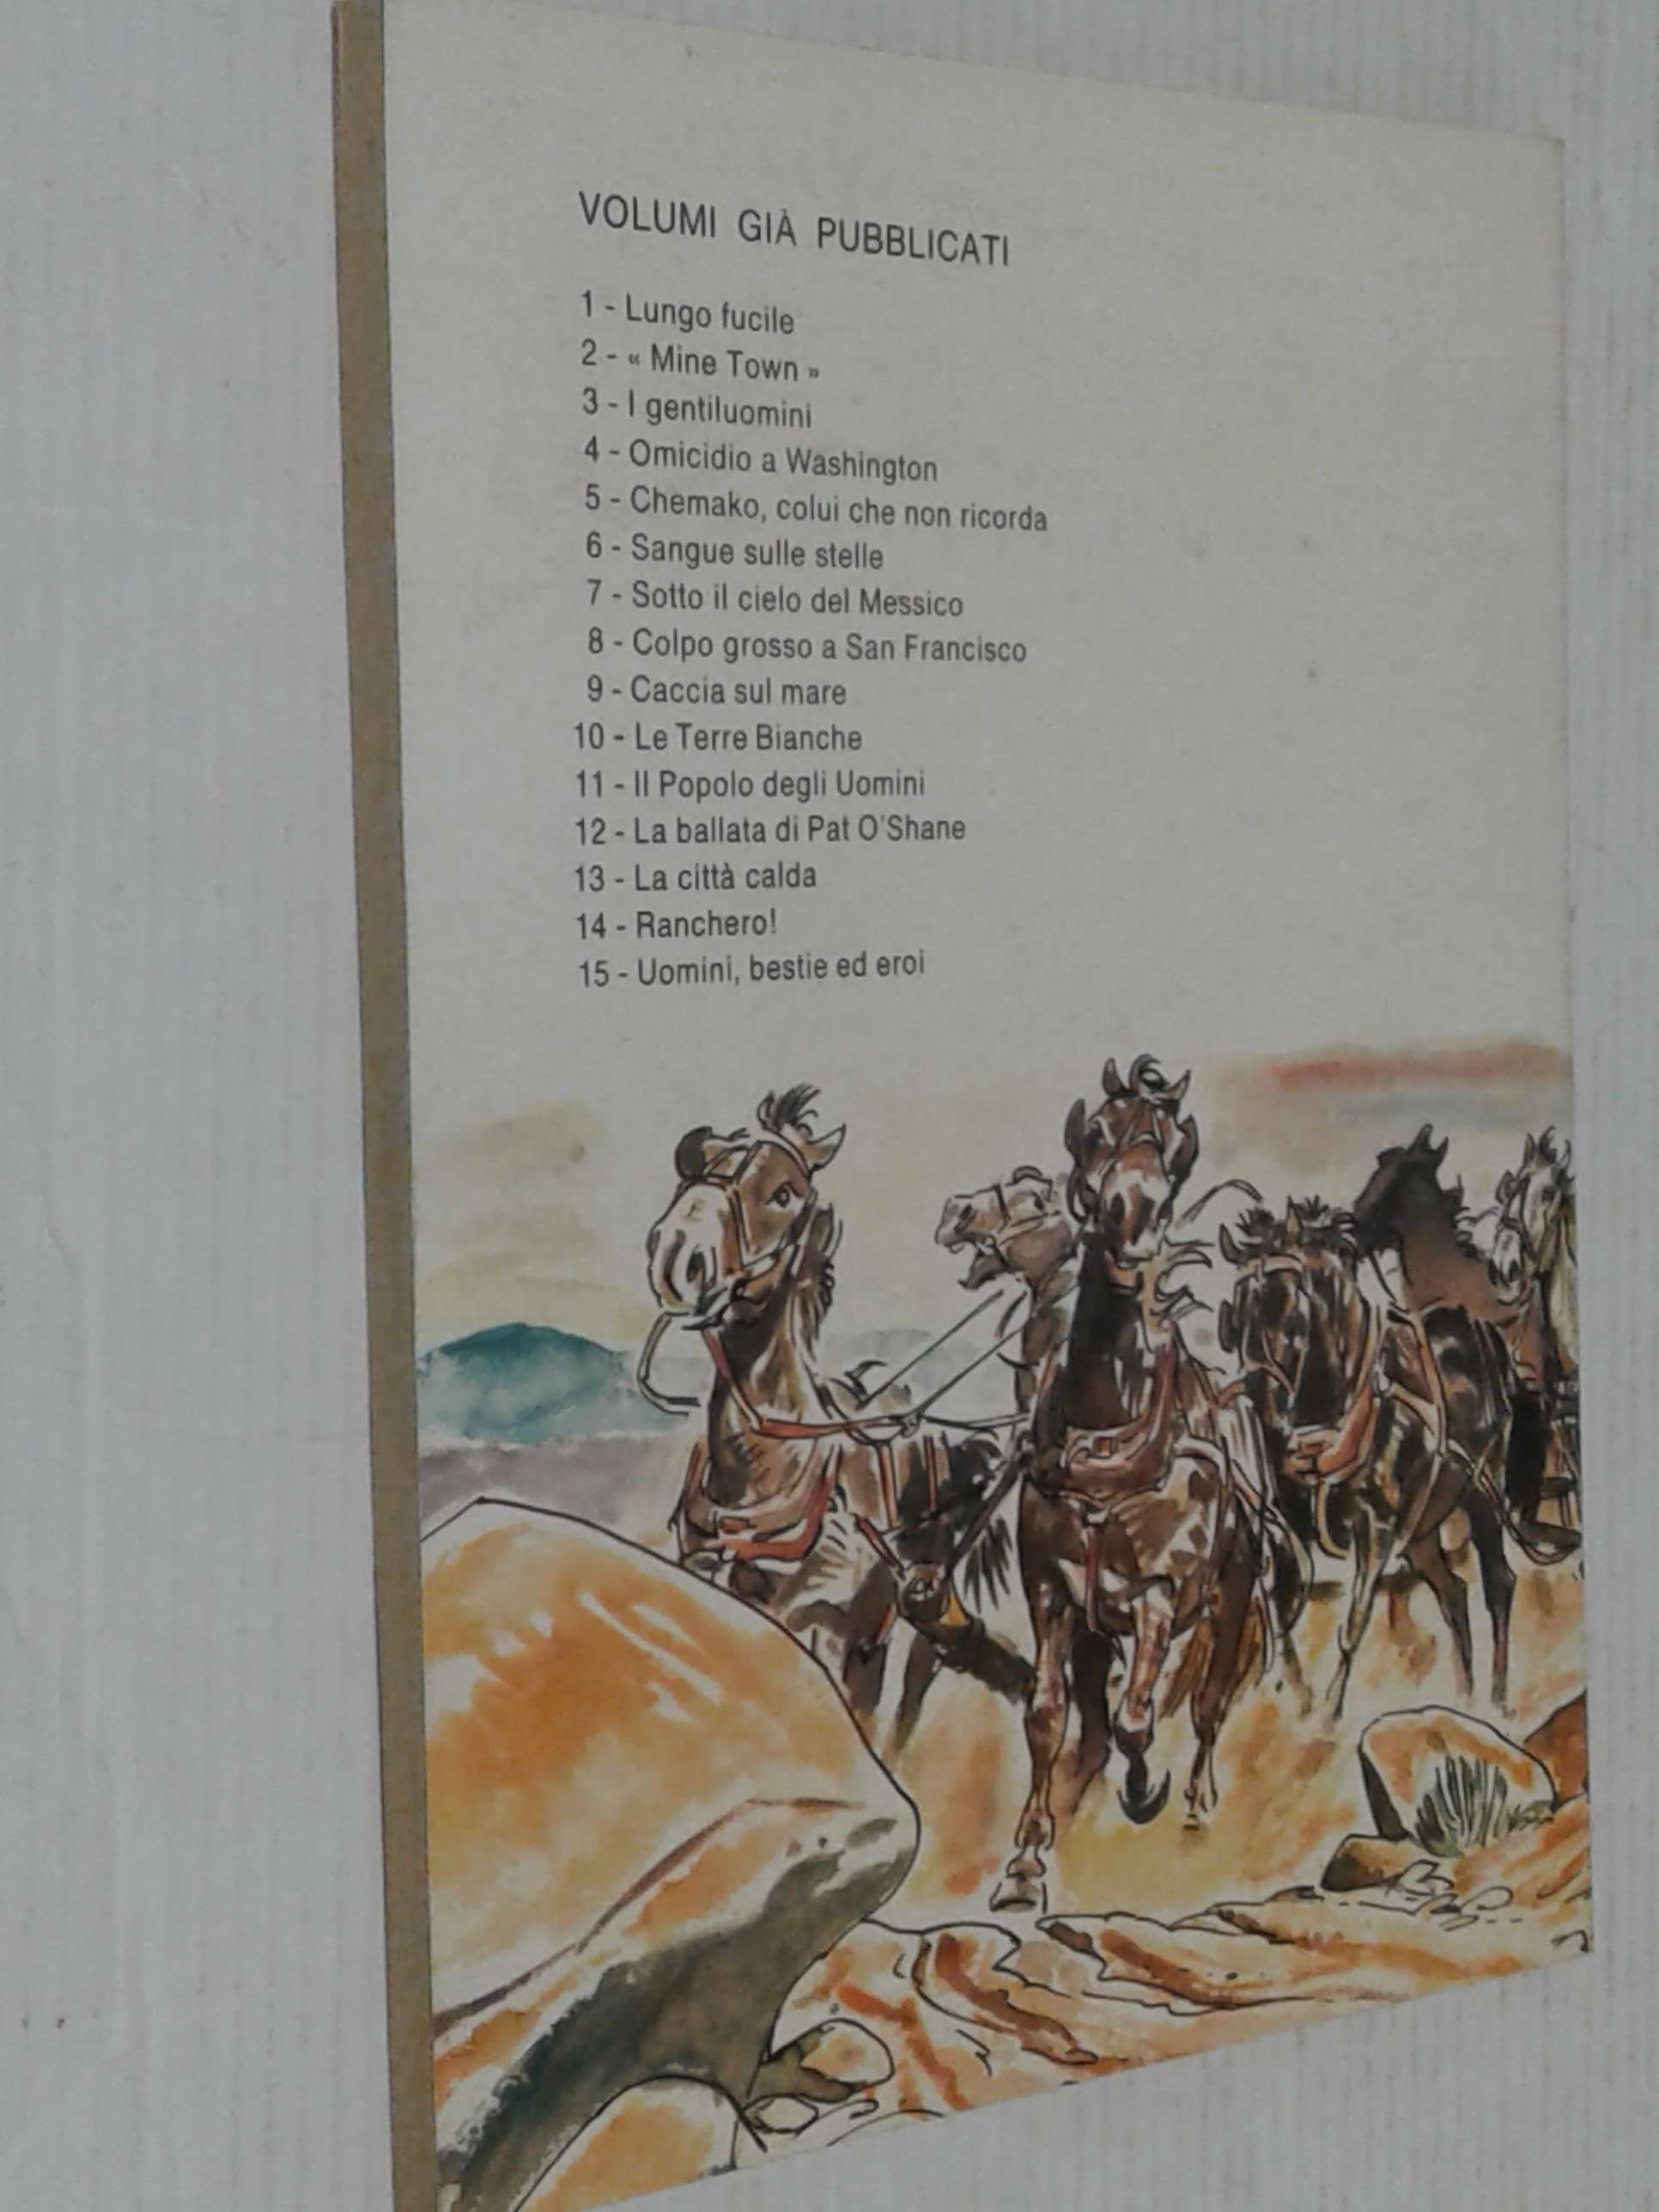 VOLUMI GIÀ PUBBLICATI
1 - Lungo fucile
2 - « Mine Town »
3 - I gentiluomini
4 - Omicidio a Washington
5 - Chemako, colui che non ricorda
6 - Sangue sulle stelle
7 - Sotto il cielo del Messico
8 - Colpo grosso a San Francisco
9 - Caccia sul mare
10 - Le Terre Bianche
11 - Il Popolo degli Uomini
12 - La ballata di Pat O'Shane
13 - La città calda
14 - Ranchero!
15 - Uomini, bestie ed eroi